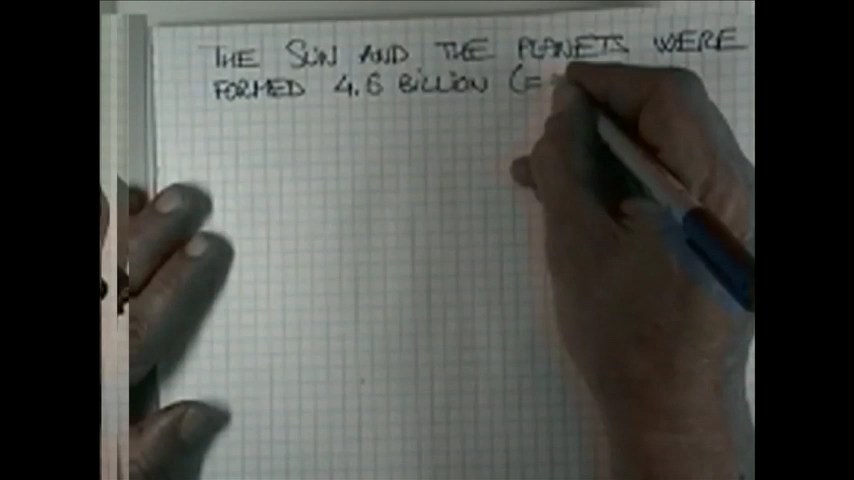 THE SUN AND THE PLANETS WERE
FORMED 4.6 BILLION (=